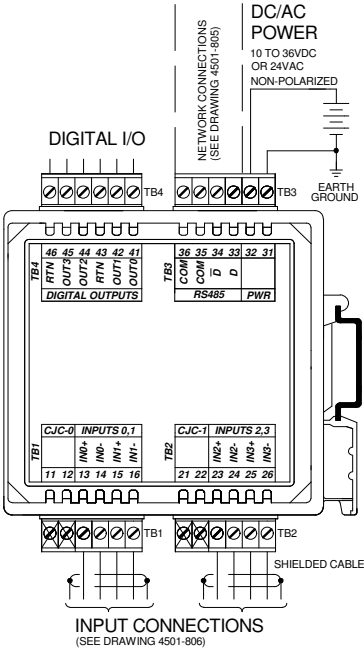 DC/AC
POWER
10 TO 36VDC
OR 24VAC
NON-POLARIZED
NETWORK CONNECTIONS
(SEE DRAWING 4501-805)
DIGITAL I/O
EARTH
GROUND
TB4
TB3
46 45 44 43 42 41
RTN OUT3 OUT2 RTN OUT1 OUT0
DIGITAL OUTPUTS
TB4
36 35 34 33 32 31
COM COM D D
RS485 PWR
TB3
CJC-0 INPUTS 0,1
IN0+ IN0- IN1+ IN1-
11 12 13 14 15 16
TB1
CJC-1 INPUTS 2,3
IN2+ IN2- IN3+ IN3-
21 22 23 24 25 26
TB2
TB1
TB2
SHIELDED CABLE
INPUT CONNECTIONS
(SEE DRAWING 4501-806)